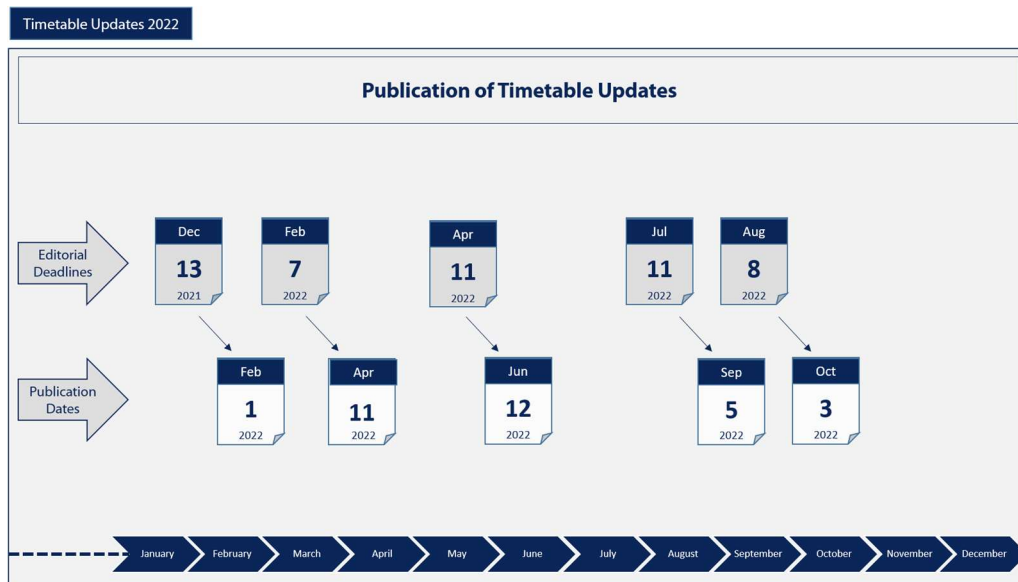 Timetable Updates 2022
Publication of Timetable Updates
Editorial
Deadlines
Dec
13
2021
Feb
7
2022
Apr
11
2022
Jul
11
2022
Aug
8
2022
Publication
Dates
Feb
1
2022
Apr
11
2022
Jun
12
2022
Sep
5
2022
Oct
3
2022
January February March April May June July August September October November December